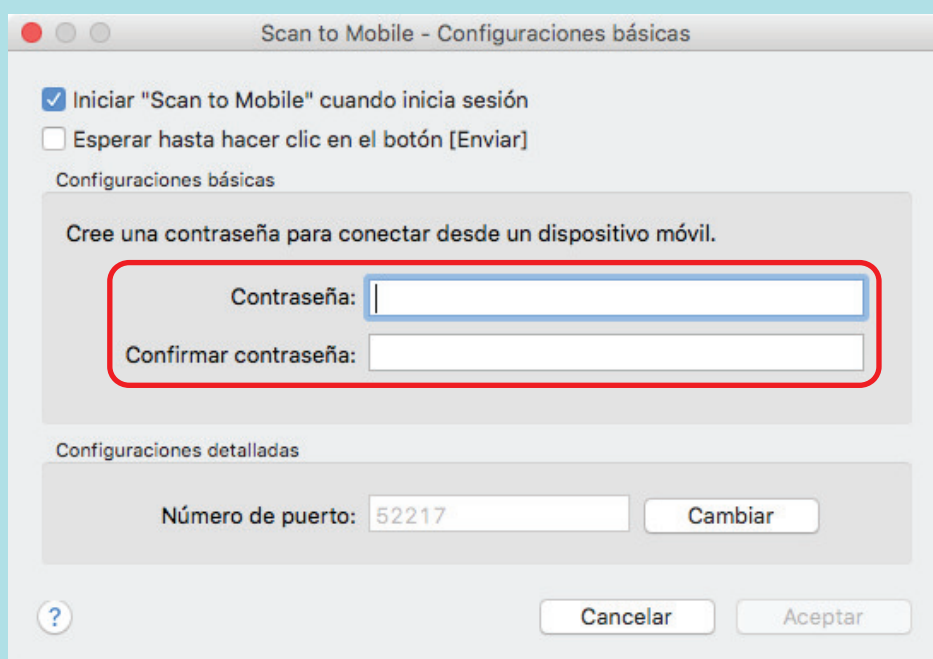 Scan to Mobile - Configuraciones básicas
Iniciar "Scan to Mobile" cuando inicia sesión
Esperar hasta hacer clic en el botón [Enviar]
Configuraciones básicas
Cree una contraseña para conectar desde un dispositivo móvil.
Contraseña:
Confirmar contraseña:
Configuraciones detalladas
Número de puerto: 52217 Cambiar
? Cancelar Aceptar